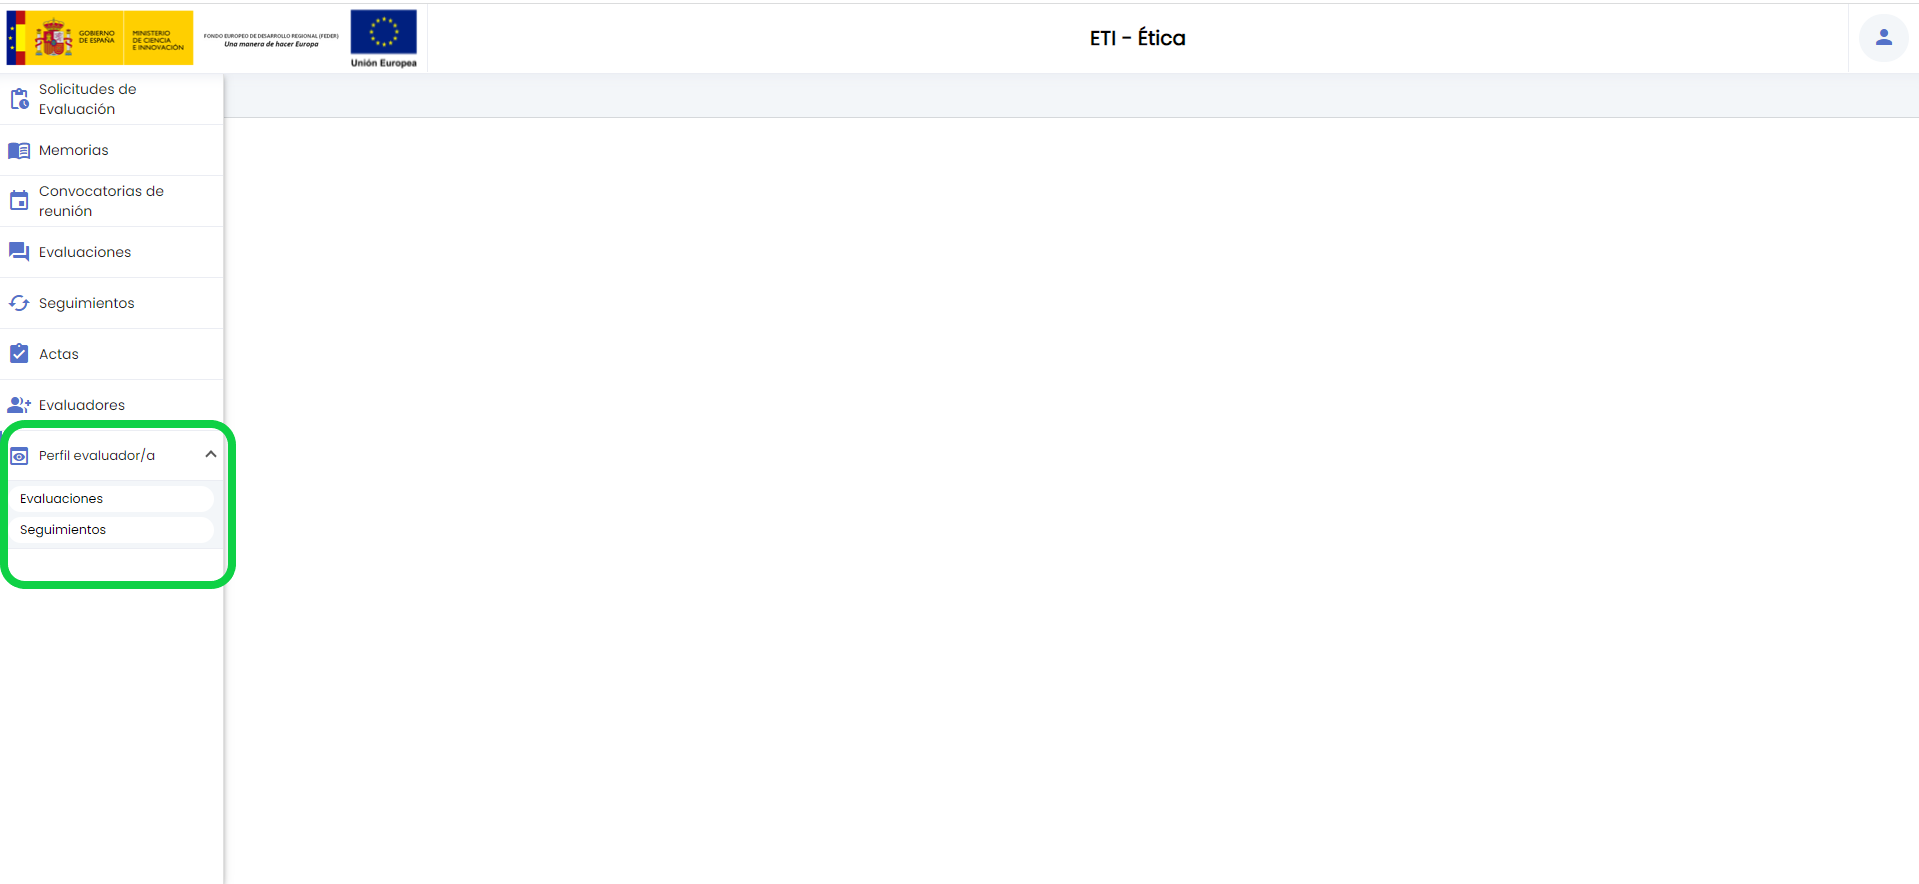 GOBIERNO
DE ESPAÑA
MINISTERIO
DE CIENCIA
E INNOVACIÓN
FONDO EUROPEO DE DESARROLLO REGIONAL (FEDER)
Una manera de hacer Europa
Unión Europea
ETI - Ética
Solicitudes de
Evaluación
Memorias
Convocatorias de
reunión
Evaluaciones
Seguimientos
Actas
Evaluadores
Perfil evaluador/a
Evaluaciones
Seguimientos